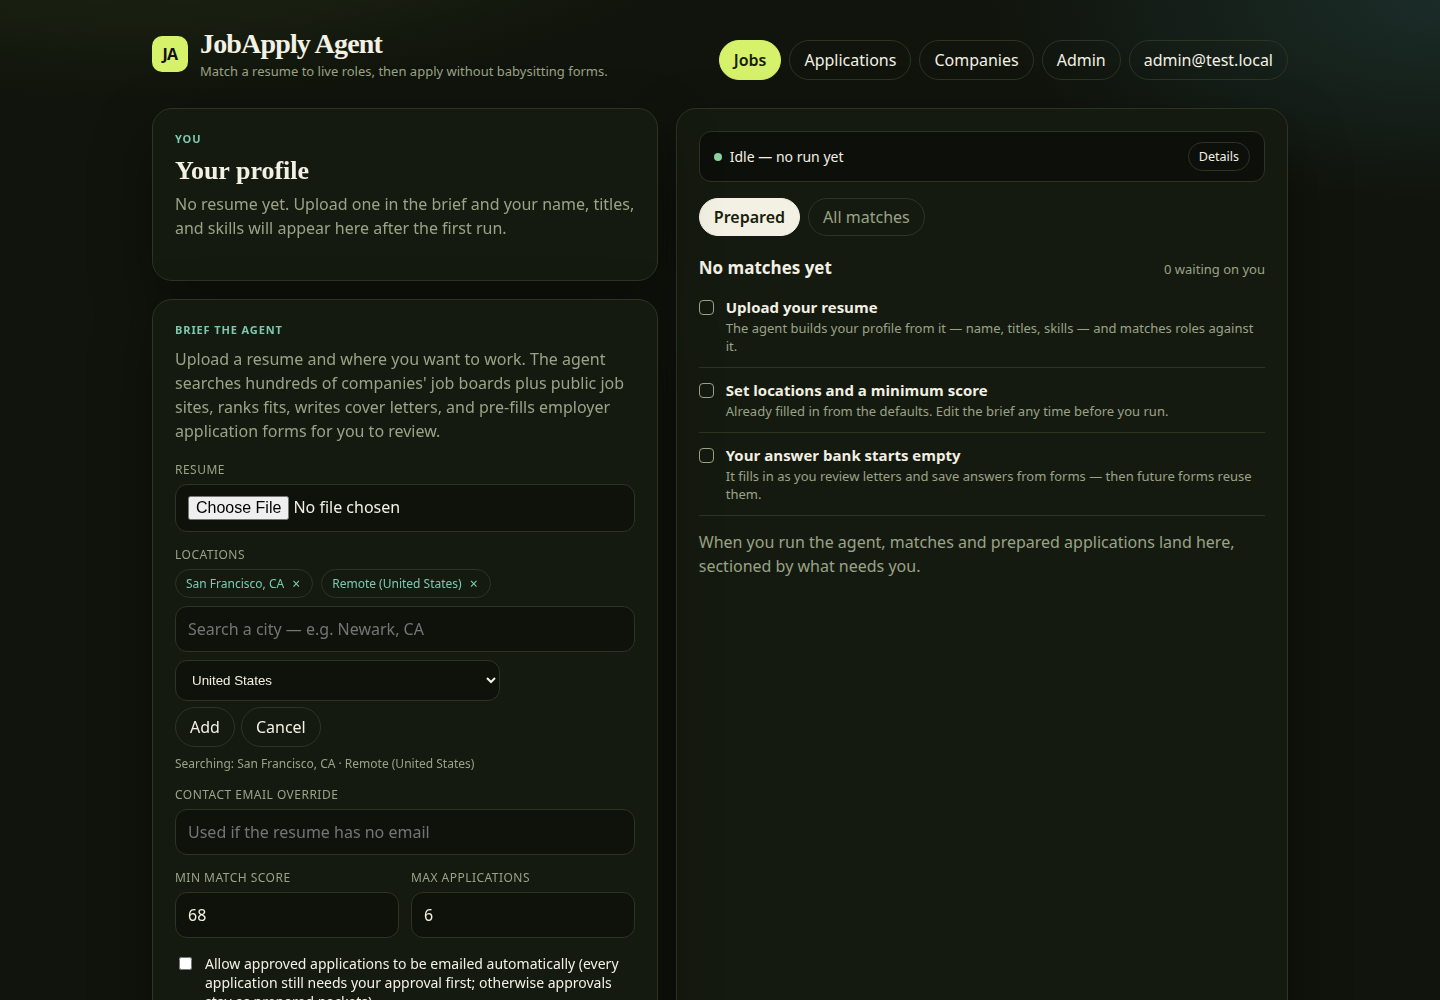 JA
JobApply Agent
Match a resume to live roles, then apply without babysitting forms.
Jobs
Applications
Companies
Admin
admin@test.local
YOU
Your profile
No resume yet. Upload one in the brief and your name, titles,
and skills will appear here after the first run.
BRIEF THE AGENT
Upload a resume and where you want to work. The agent
searches hundreds of companies' job boards plus public job
sites, ranks fits, writes cover letters, and pre-fills employer
application forms for you to review.
RESUME
Choose File No file chosen
LOCATIONS
San Francisco, CA ×
Remote (United States) ×
Search a city — e.g. Newark, CA
United States
Add
Cancel
Searching: San Francisco, CA · Remote (United States)
CONTACT EMAIL OVERRIDE
Used if the resume has no email
MIN MATCH SCORE
68
MAX APPLICATIONS
6
Allow approved applications to be emailed automatically (every
application still needs your approval first; otherwise approvals
stay as prepared packets)
Idle — no run yet
Details
Prepared
All matches
No matches yet
0 waiting on you
Upload your resume
The agent builds your profile from it — name, titles, skills — and matches roles against
it.
Set locations and a minimum score
Already filled in from the defaults. Edit the brief any time before you run.
Your answer bank starts empty
It fills in as you review letters and save answers from forms — then future forms reuse
them.
When you run the agent, matches and prepared applications land here,
sectioned by what needs you.